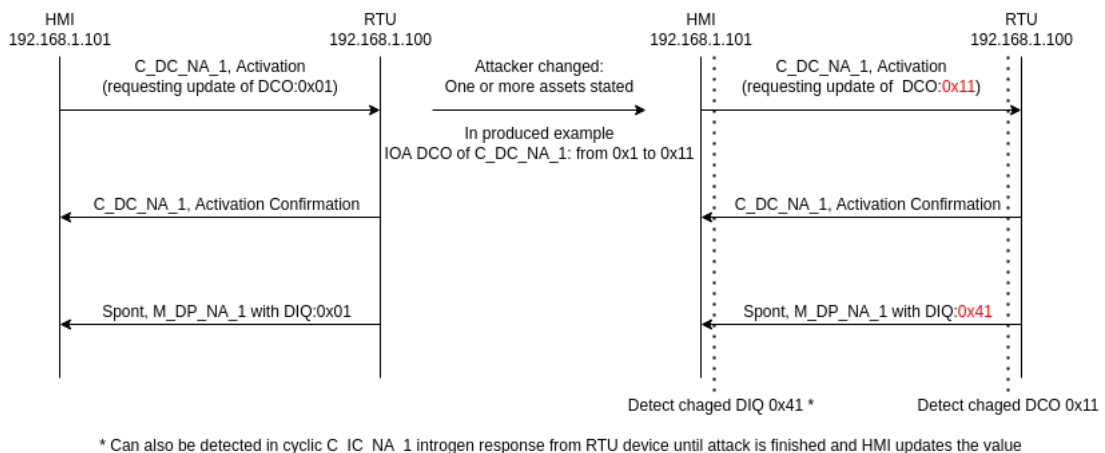 HMI
192.168.1.101
RTU
192.168.1.100
C_DC_NA_1, Activation
(requesting update of DCO:0x01)
C_DC_NA_1, Activation Confirmation
Spont, M_DP_NA_1 with DIQ:0x01
Attacker changed:
One or more assets stated
In produced example
IOA DCO of C_DC_NA_1: from 0x1 to 0x11
HMI
192.168.1.101
RTU
192.168.1.100
C_DC_NA_1, Activation
(requesting update of DCO:0x11)
C_DC_NA_1, Activation Confirmation
Spont, M_DP_NA_1 with DIQ:0x41
Detect chaged DIQ 0x41 *
Detect chaged DCO 0x11
* Can also be detected in cyclic C_IC_NA_1 introgen response from RTU device until attack is finished and HMI updates the value